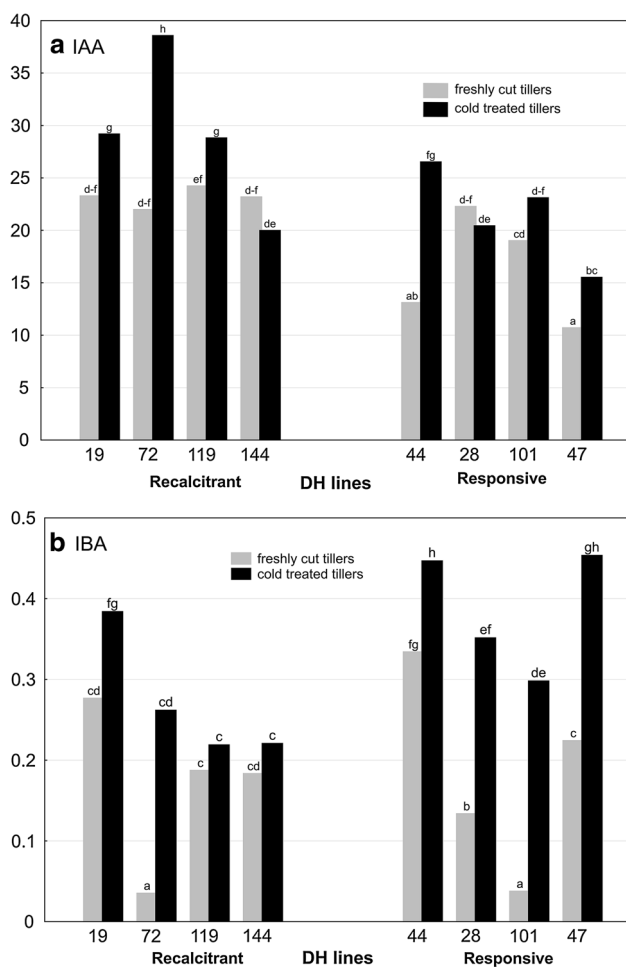 a IAA
40
35
30
25
20
15
10
5
0
freshly cut tillers
cold treated tillers
d-f g d-f h ef g d-f de ab fg d-f de cd d-f a bc
19 72 119 144 44 28 101 47
Recalcitrant DH lines Responsive
b IBA
0.5
0.4
0.3
0.2
0.1
0
freshly cut tillers
cold treated tillers
cd fg a cd c c cd c fg h b ef a de c gh
19 72 119 144 44 28 101 47
Recalcitrant DH lines Responsive